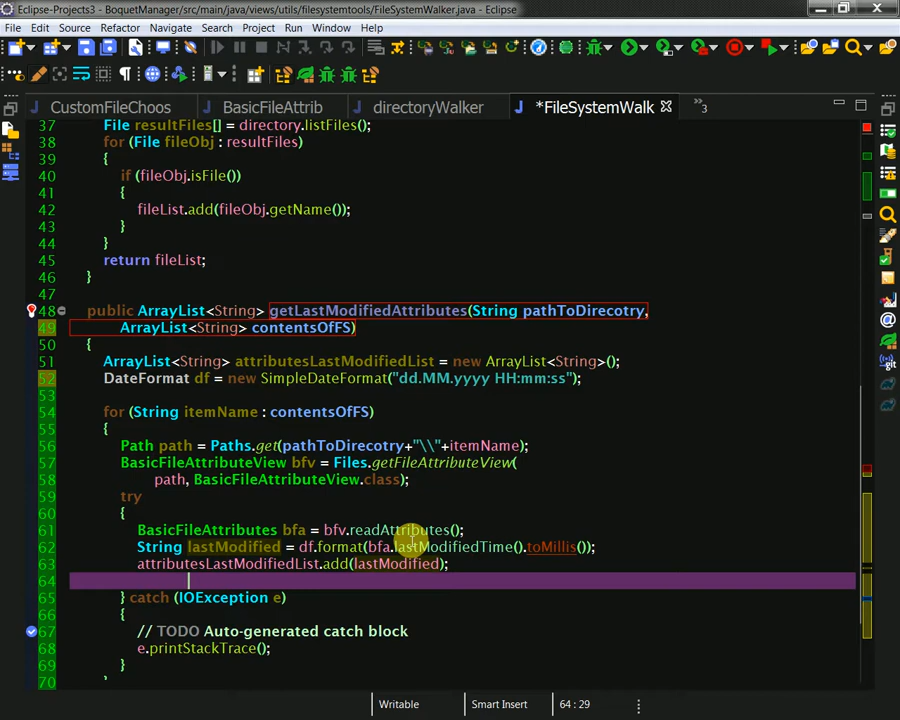 Eclipse-Projects3 - BoquetManager/src/main/java/views/utils/filesystemtools/FileSystemWalker.java - Eclipse
File Edit Source Refactor Navigate Search Project Run Window Help
CustomFileChoos BasicFileAttrib directoryWalker *FileSystemWalk »3
37 File resultFiles[] = directory.listFiles();
38 for (File fileObj : resultFiles)
39 {
40 if (fileObj.isFile())
41 {
42 fileList.add(fileObj.getName());
43 }
44 }
45 return fileList;
46 }
47
48 public ArrayList<String> getLastModifiedAttributes(String pathToDirecotry,
49 ArrayList<String> contentsOfFS)
50 {
51 ArrayList<String> attributesLastModifiedList = new ArrayList<String>();
52 DateFormat df = new SimpleDateFormat("dd.MM.yyyy HH:mm:ss");
53
54 for (String itemName : contentsOfFS)
55 {
56 Path path = Paths.get(pathToDirecotry+"\\"+itemName);
57 BasicFileAttributeView bfv = Files.getFileAttributeView(
58 path, BasicFileAttributeView.class);
59 try
60 {
61 BasicFileAttributes bfa = bfv.readAttributes();
62 String lastModified = df.format(bfa.lastModifiedTime().toMillis());
63 attributesLastModifiedList.add(lastModified);
64
65 } catch (IOException e)
66 {
67 // TODO Auto-generated catch block
68 e.printStackTrace();
69 }
70 }
Writable Smart Insert 64 : 29